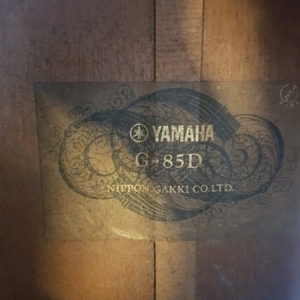 YAMAHA
G-85D
NIPPON GAKKI CO. LTD.